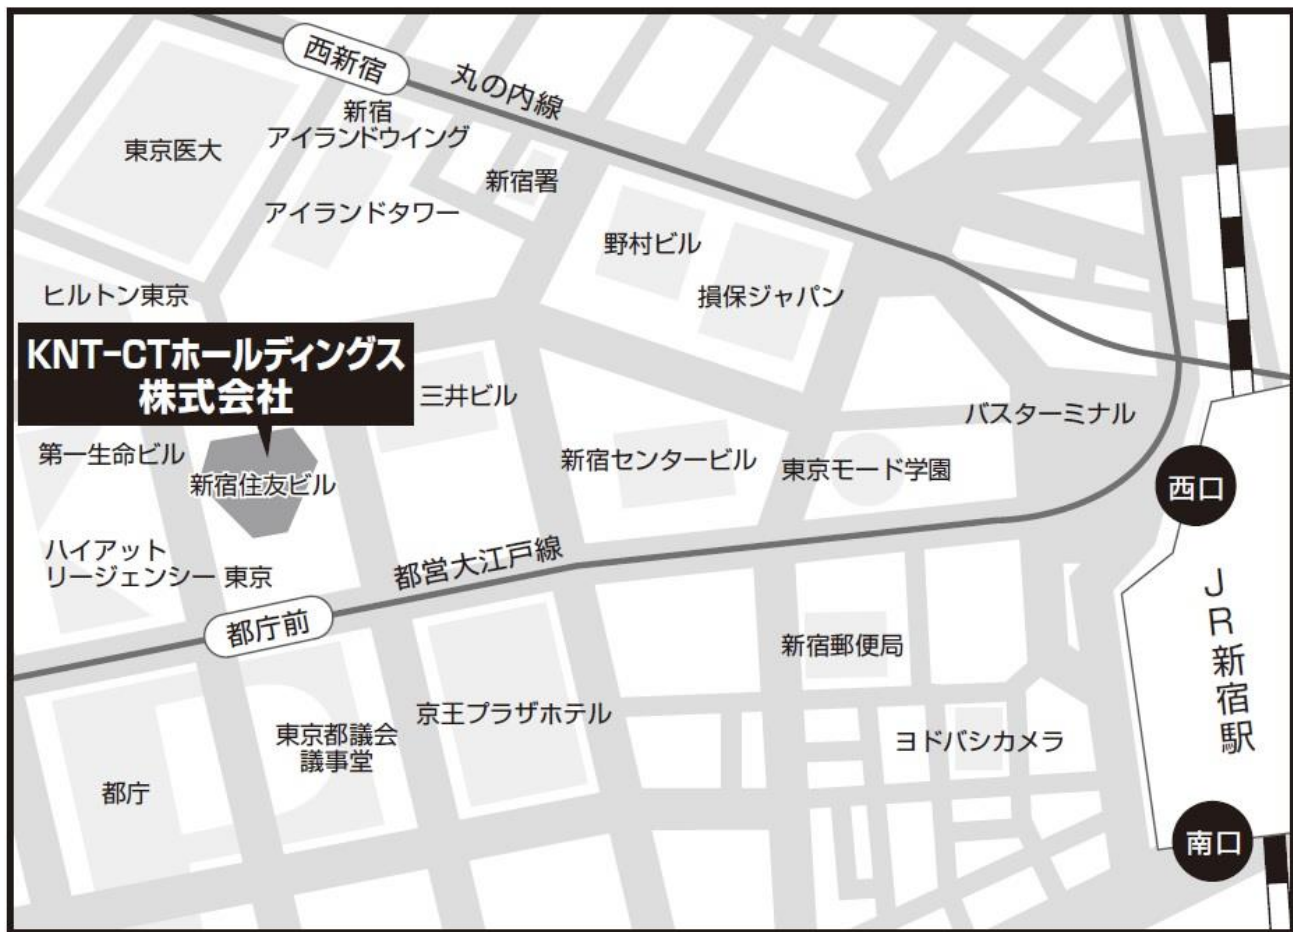 西新宿
丸の内線
新宿
アイランドウイング
東京医大
新宿署
アイランドタワー
野村ビル
損保ジャパン
ヒルトン東京
KNT-CTホールディングス
株式会社
三井ビル
バスターミナル
第一生命ビル
新宿住友ビル
新宿センタービル
東京モード学園
西口
ハイアット
リージェンシー 東京
都営大江戸線
都庁前
JR新宿駅
新宿郵便局
京王プラザホテル
東京都議会
議事堂
ヨドバシカメラ
都庁
南口